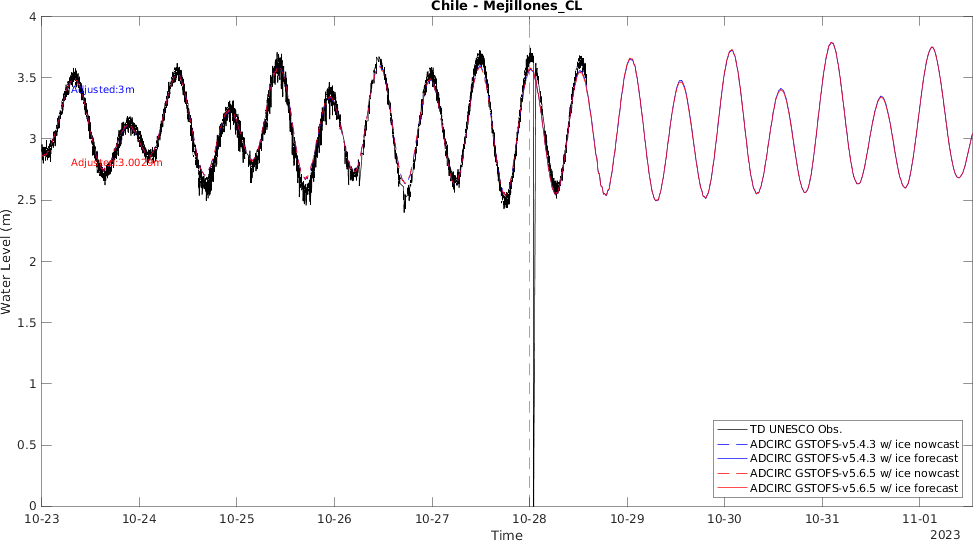 Chile - Mejillones_CL
4
3.5
3
2.5
2
1.5
1
0.5
0
Water Level (m)
Adjusted:3m
Adjusted:3.0028m
TD UNESCO Obs.
ADCIRC GSTOFS-v5.4.3 w/ ice nowcast
ADCIRC GSTOFS-v5.4.3 w/ ice forecast
ADCIRC GSTOFS-v5.6.5 w/ ice nowcast
ADCIRC GSTOFS-v5.6.5 w/ ice forecast
10-23 10-24 10-25 10-26 10-27 10-28 10-29 10-30 10-31 11-01
Time
2023